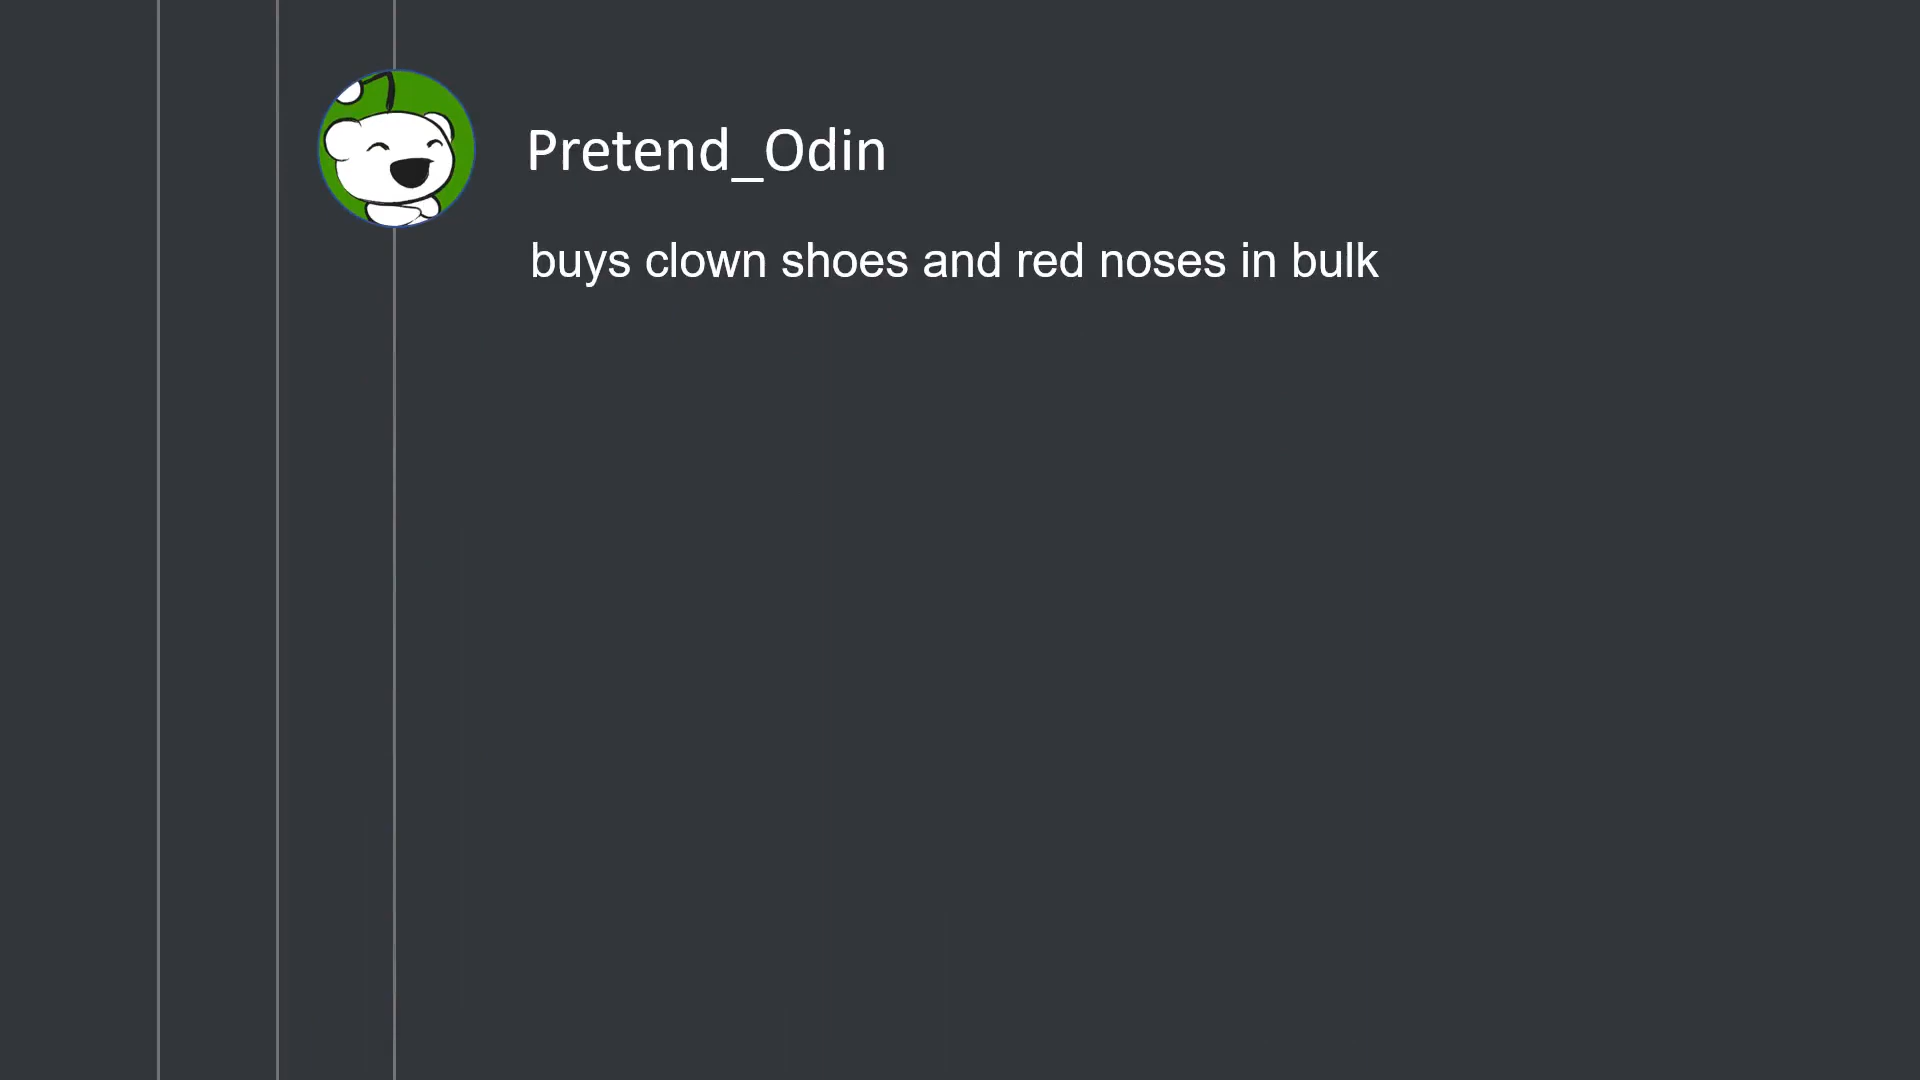 Pretend_Odin
buys clown shoes and red noses in bulk